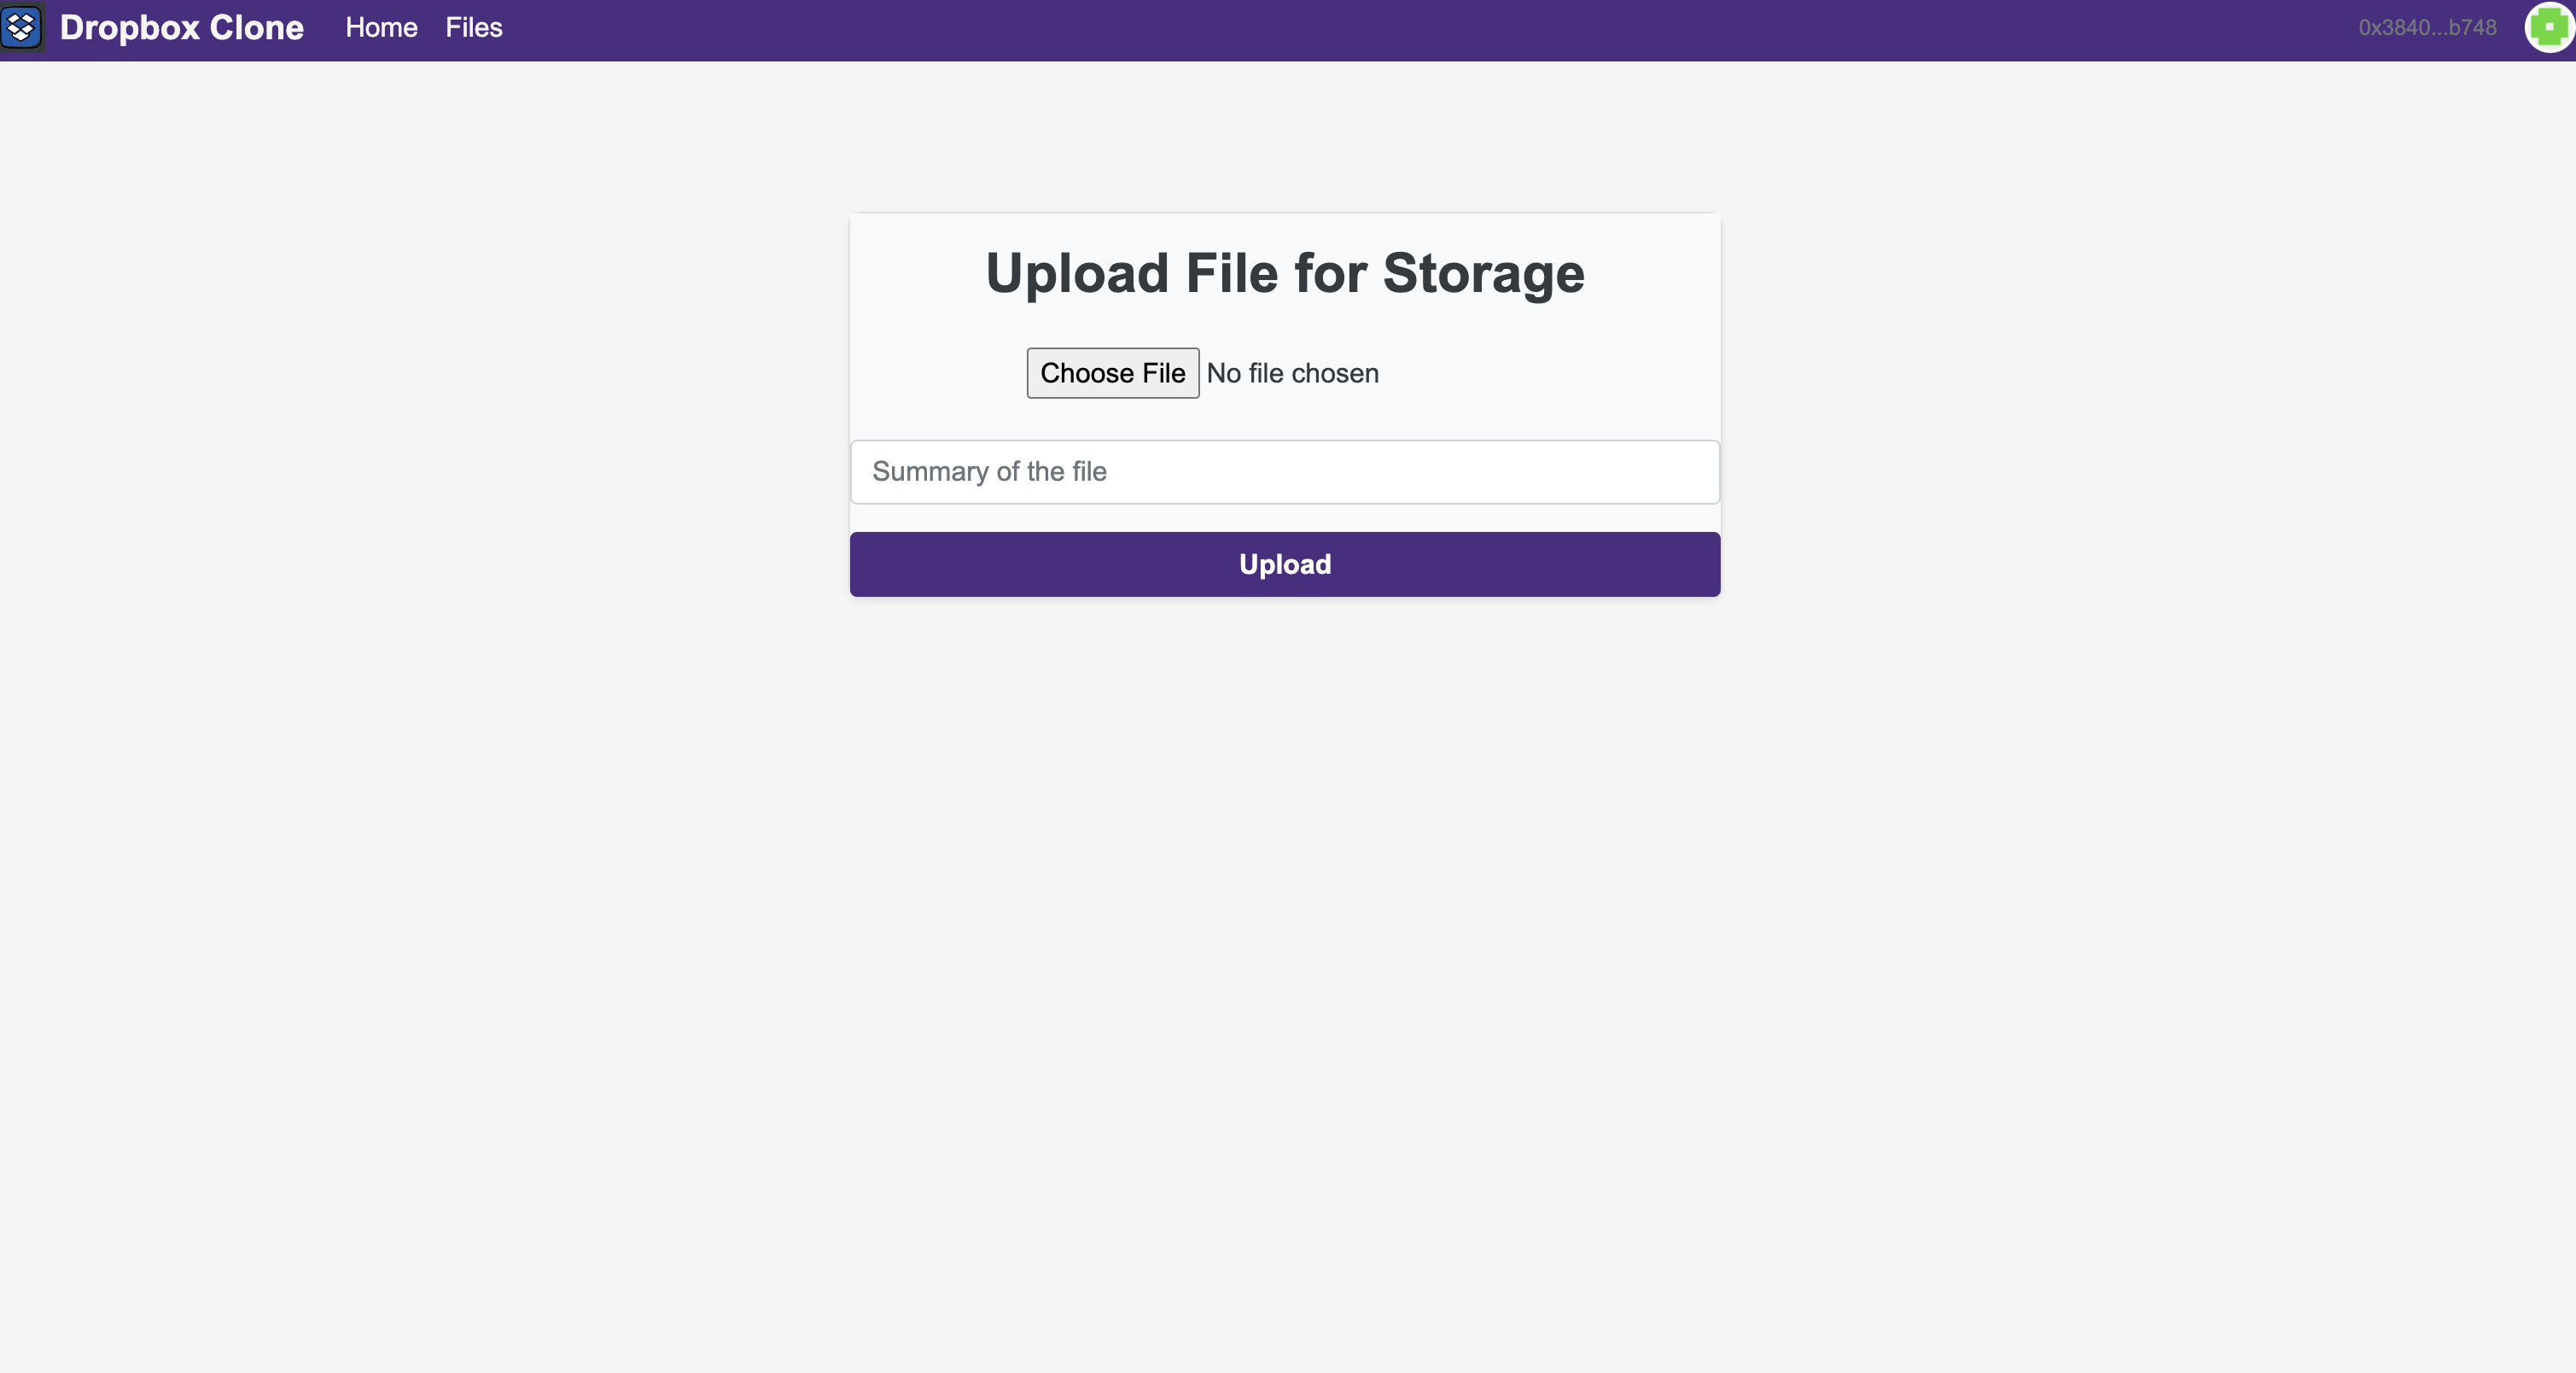 Dropbox Clone Home Files 0x3840...b748
Upload File for Storage
Choose File No file chosen
Summary of the file
Upload